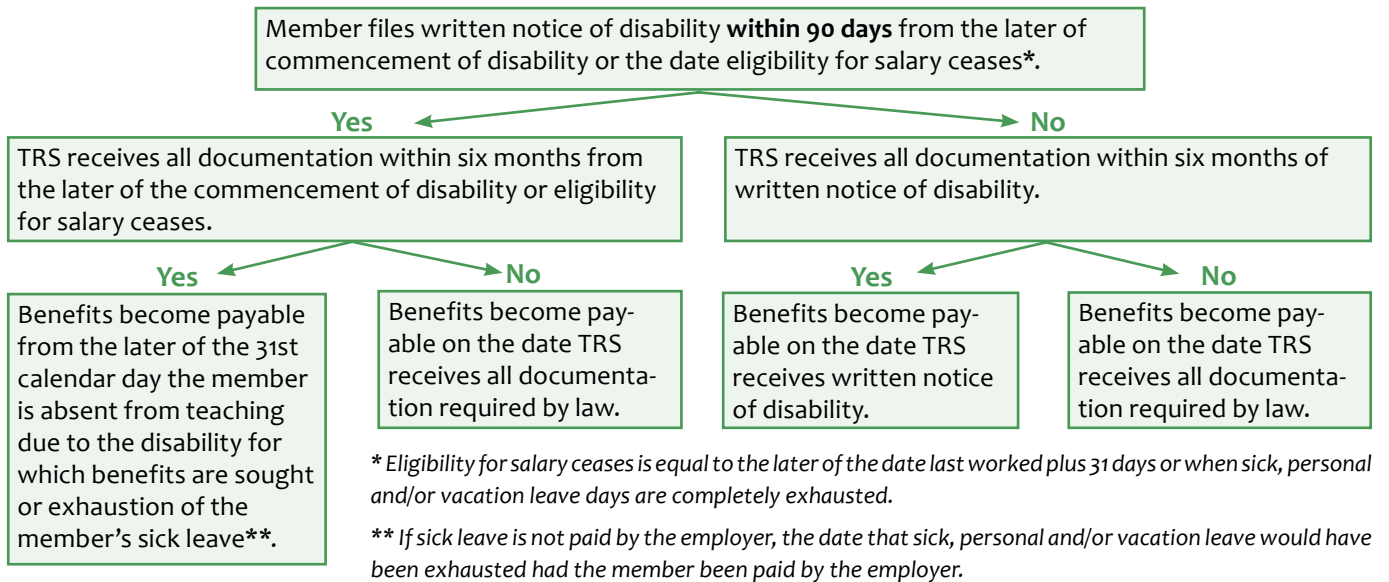 Member files written notice of disability within 90 days from the later of
commencement of disability or the date eligibility for salary ceases*.
Yes
No
TRS receives all documentation within six months from
the later of the commencement of disability or eligibility
for salary ceases.
TRS receives all documentation within six months of
written notice of disability.
Yes
No
Yes
No
Benefits become payable
from the later of the 31st
calendar day the member
is absent from teaching
due to the disability for
which benefits are sought
or exhaustion of the
member's sick leave**.
Benefits become pay-
able on the date TRS
receives all documenta-
tion required by law.
Benefits become pay-
able on the date TRS
receives written notice
of disability.
Benefits become pay-
able on the date TRS
receives all documenta-
tion required by law.
* Eligibility for salary ceases is equal to the later of the date last worked plus 31 days or when sick, personal
and/or vacation leave days are completely exhausted.
** If sick leave is not paid by the employer, the date that sick, personal and/or vacation leave would have
been exhausted had the member been paid by the employer.